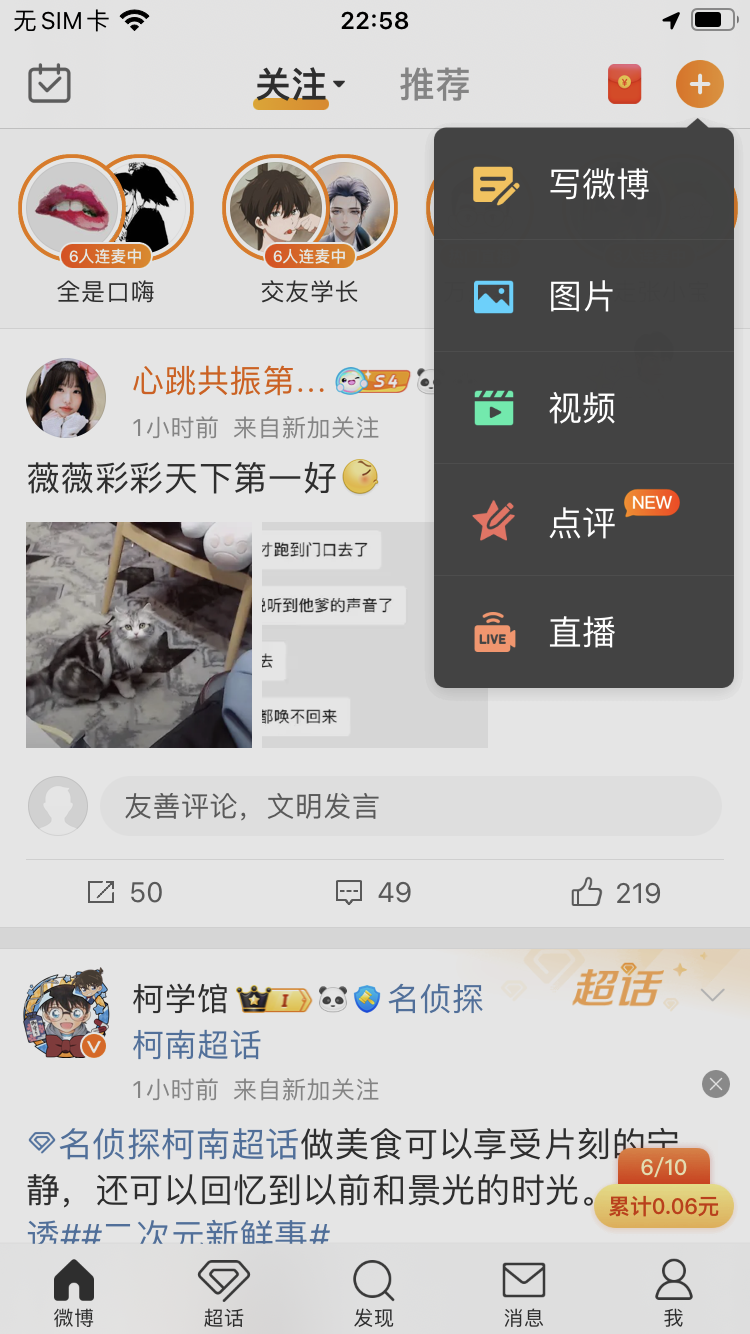 无SIM卡
22:58
关注
推荐
写微博
图片
视频
点评
NEW
LIVE
直播
6人连麦中
全是口嗨
6人连麦中
交友学长
心跳共振第...
S4
1小时前 来自新加关注
薇薇彩彩天下第一好
才跑到门口去了
说听到他爹的声音了
去
都唤不回来
友善评论，文明发言
50
49
219
柯学馆
I
名侦探
柯南超话
超话
1小时前 来自新加关注
名侦探柯南超话做美食可以享受片刻的宁
静，还可以回忆到以前和景光的时光。
透##二次元新鲜事#
6/10
累计0.06元
微博
超话
发现
消息
我